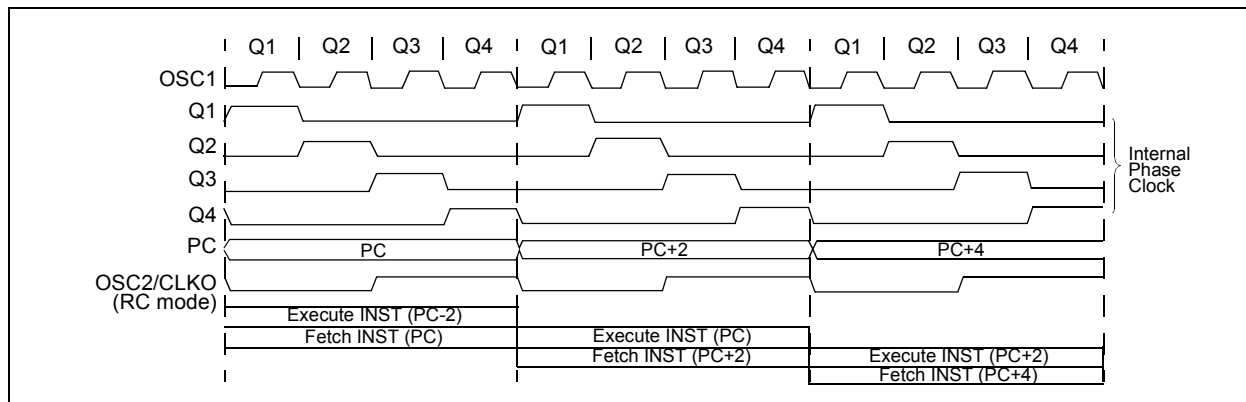 Q1 Q2 Q3 Q4 Q1 Q2 Q3 Q4 Q1 Q2 Q3 Q4
OSC1
Q1
Q2
Q3
Q4
Internal
Phase
Clock
PC
PC
PC+2
PC+4
OSC2/CLKO
(RC mode)
Execute INST (PC-2)
Fetch INST (PC)
Execute INST (PC)
Fetch INST (PC+2)
Execute INST (PC+2)
Fetch INST (PC+4)